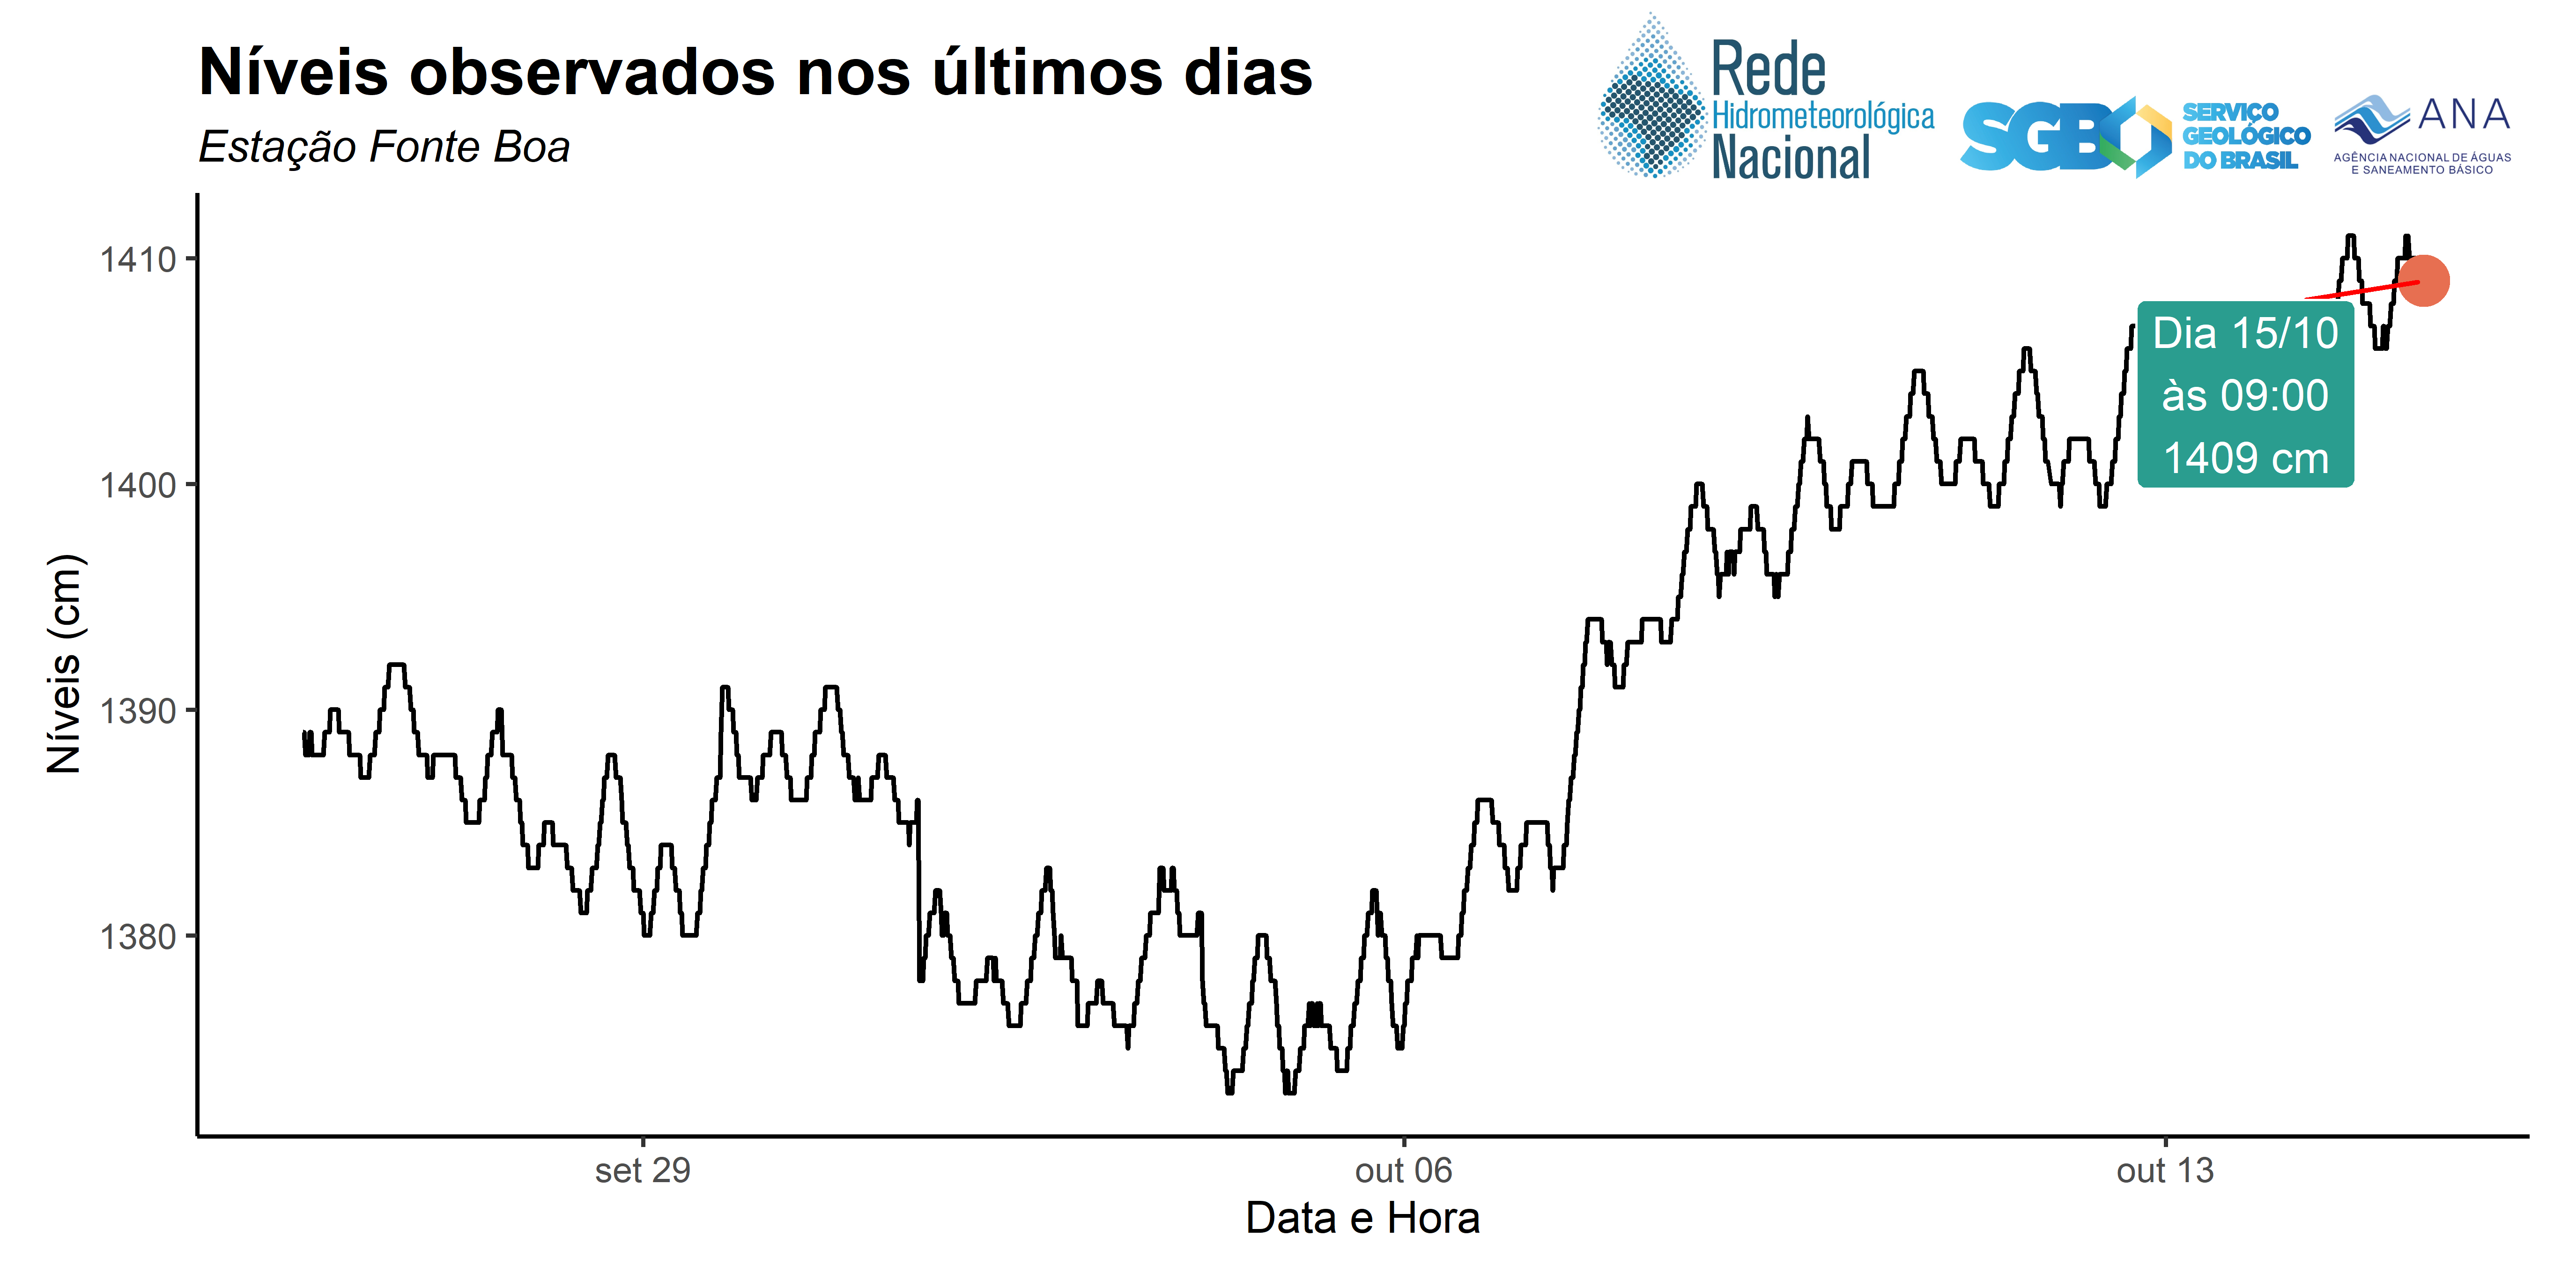 Níveis observados nos últimos dias
Estação Fonte Boa
Rede
Hidrometeorológica
Nacional
SGB
SERVIÇO
GEOLÓGICO
DO BRASIL
ANA
AGÊNCIA NACIONAL DE ÁGUAS
E SANEAMENTO BÁSICO
Níveis (cm)
1410
1400
1390
1380
Dia 15/10
às 09:00
1409 cm
set 29
out 06
out 13
Data e Hora